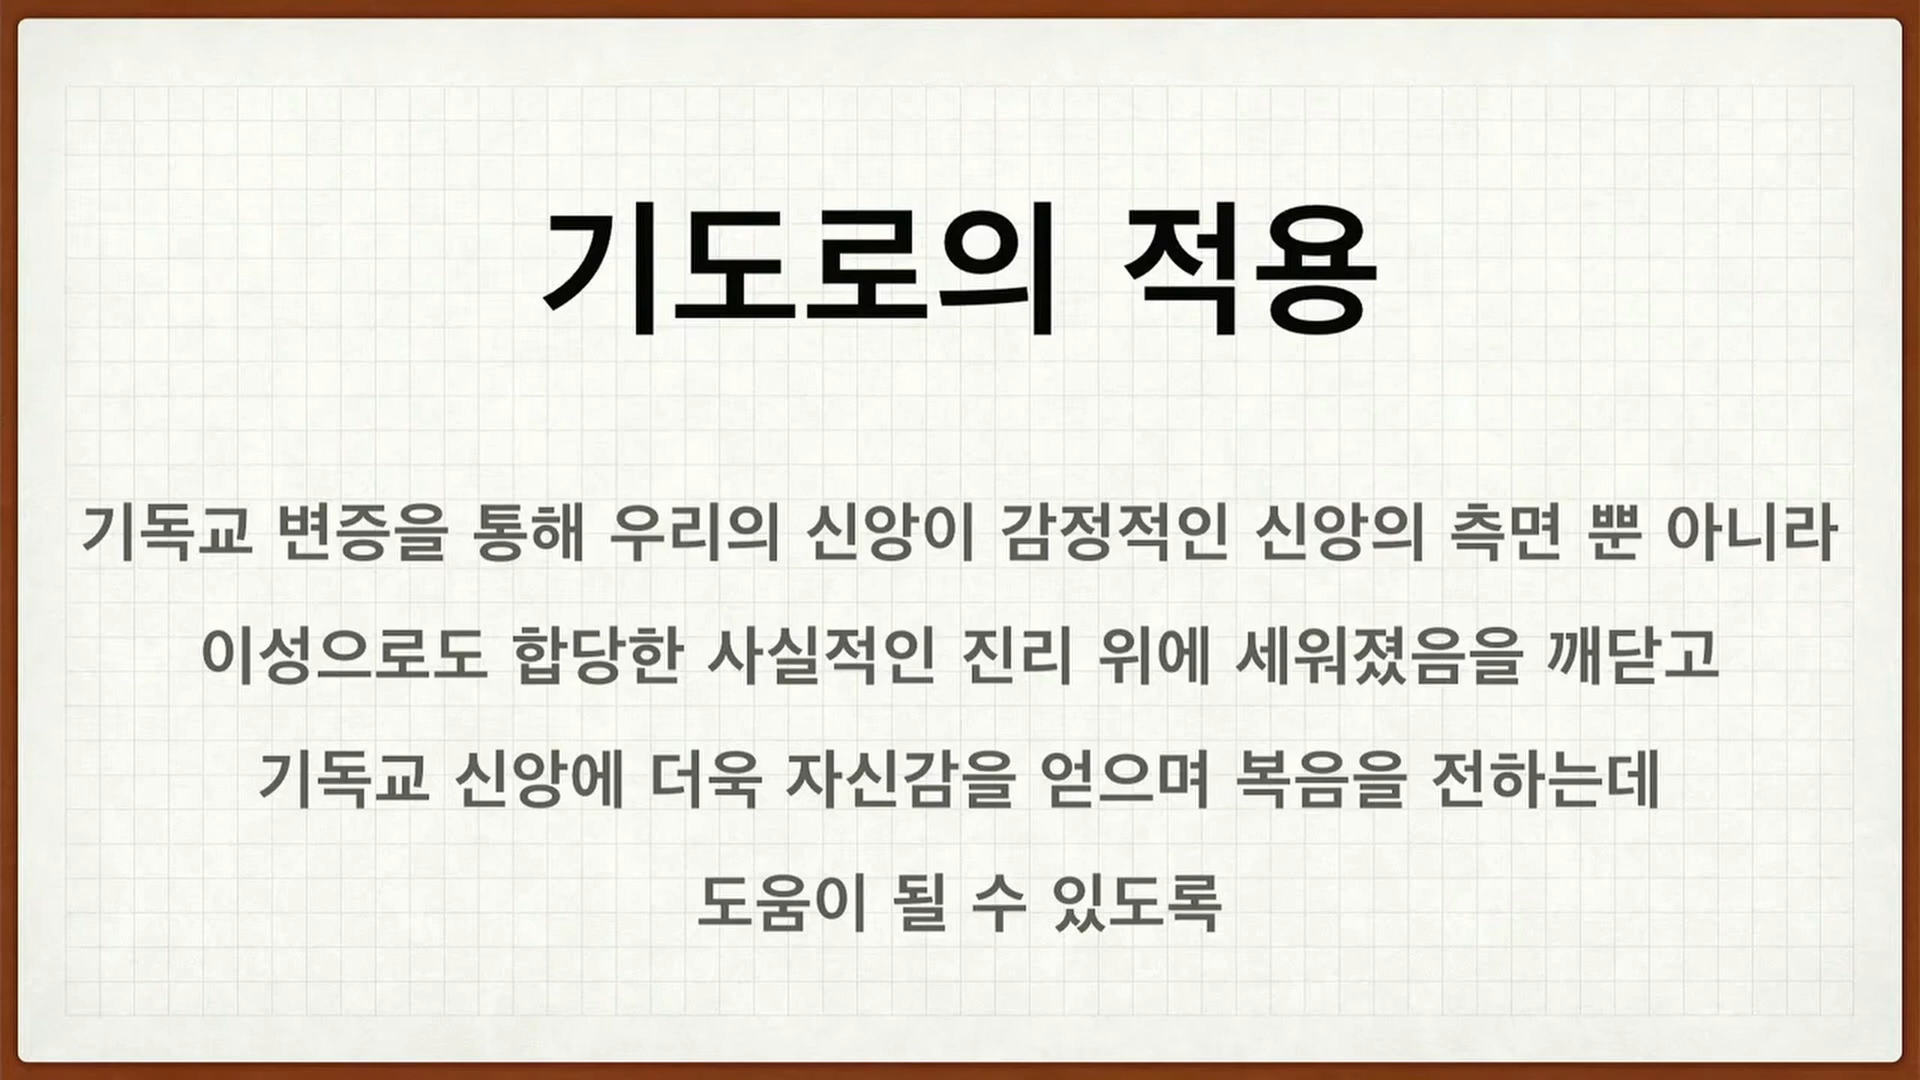 기도로의 적용
기독교 변증을 통해 우리의 신앙이 감정적인 신앙의 측면 뿐 아니라
이성으로도 합당한 사실적인 진리 위에 세워졌음을 깨닫고
기독교 신앙에 더욱 자신감을 얻으며 복음을 전하는데
도움이 될 수 있도록